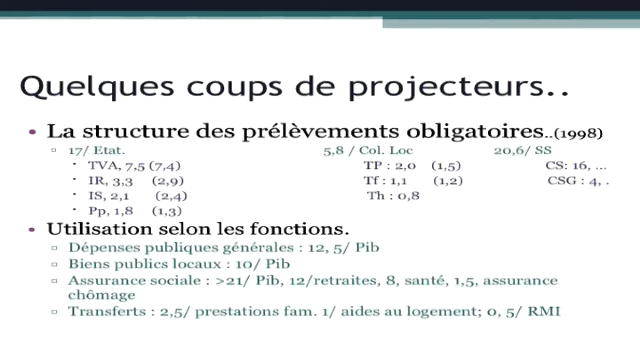 Quelques coups de projecteurs..
• La structure des prélèvements obligatoires..(1998)
▫ 17/ Etat. 5,8 / Col. Loc 20,6/ SS
• TVA, 7,5 (7,4) TP : 2,0 (1,5) CS: 16, ...
• IR, 3,3 (2,9) Tf : 1,1 (1,2) CSG : 4, .
• IS, 2,1 (2,4) Th : 0,8
• Pp, 1,8 (1,3)
• Utilisation selon les fonctions.
▫ Dépenses publiques générales : 12, 5/ Pib
▫ Biens publics locaux : 10/ Pib
▫ Assurance sociale : >21/ Pib, 12/retraites, 8, santé, 1,5, assurance
chômage
▫ Transferts : 2,5/ prestations fam. 1/ aides au logement; 0, 5/ RMI